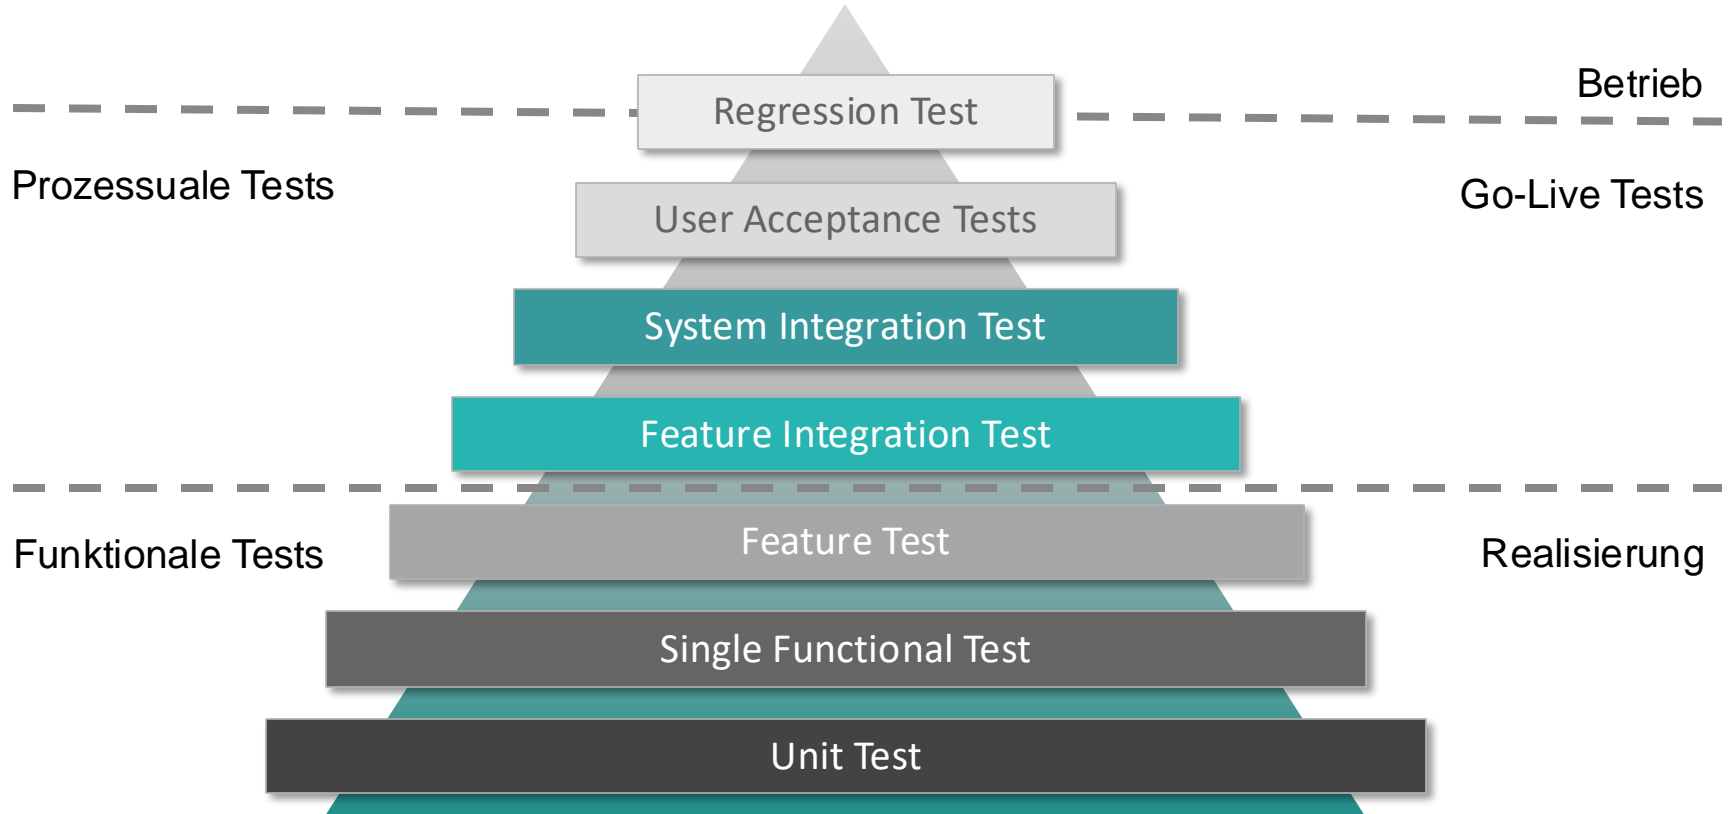 Betrieb
Regression Test
Prozessuale Tests
Go-Live Tests
User Acceptance Tests
System Integration Test
Feature Integration Test
Feature Test
Funktionale Tests
Realisierung
Single Functional Test
Unit Test